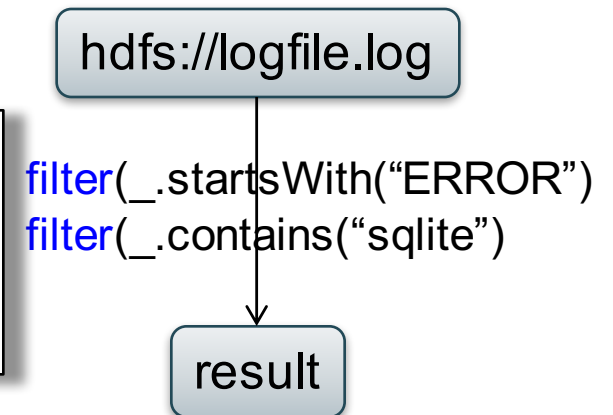 hdfs://logfile.log
filter(_.startsWith(“ERROR”)
filter(_.contains(“sqlite”)
result